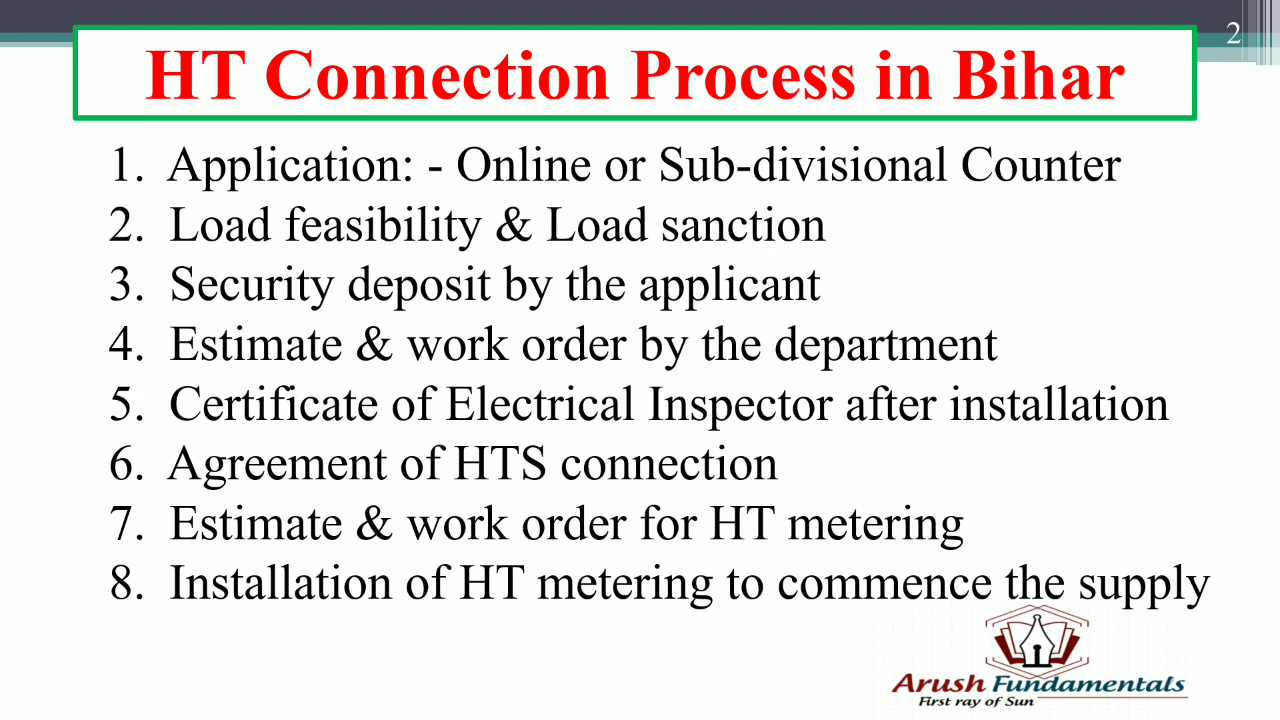 2
HT Connection Process in Bihar
1. Application: - Online or Sub-divisional Counter
2. Load feasibility & Load sanction
3. Security deposit by the applicant
4. Estimate & work order by the department
5. Certificate of Electrical Inspector after installation
6. Agreement of HTS connection
7. Estimate & work order for HT metering
8. Installation of HT metering to commence the supply
Arush Fundamentals
First ray of Sun